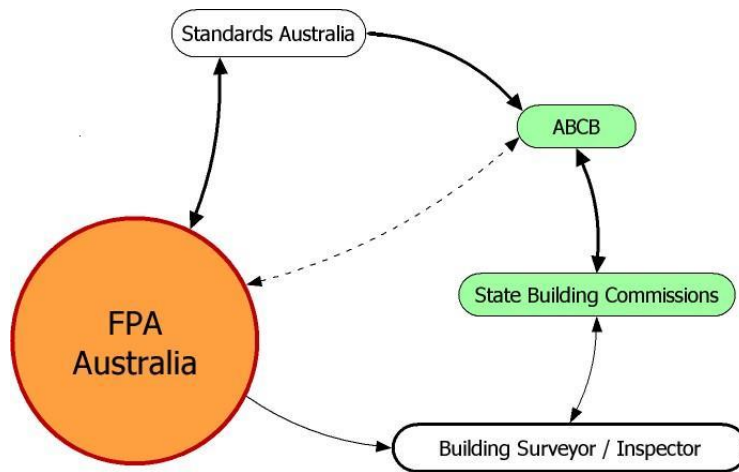 Standards Australia
ABCB
State Building Commissions
FPA
Australia
Building Surveyor / Inspector